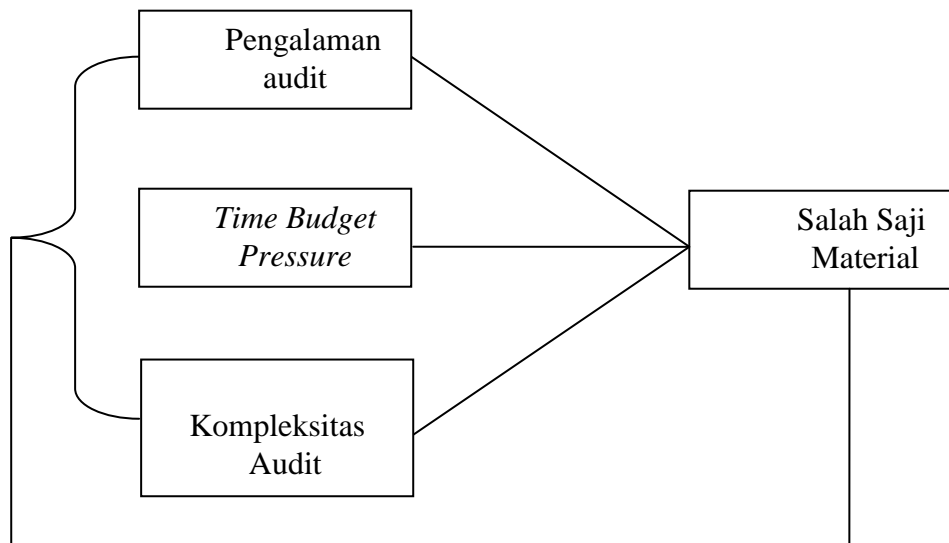 Pengalaman
audit
Time Budget
Pressure
Salah Saji
Material
Kompleksitas
Audit